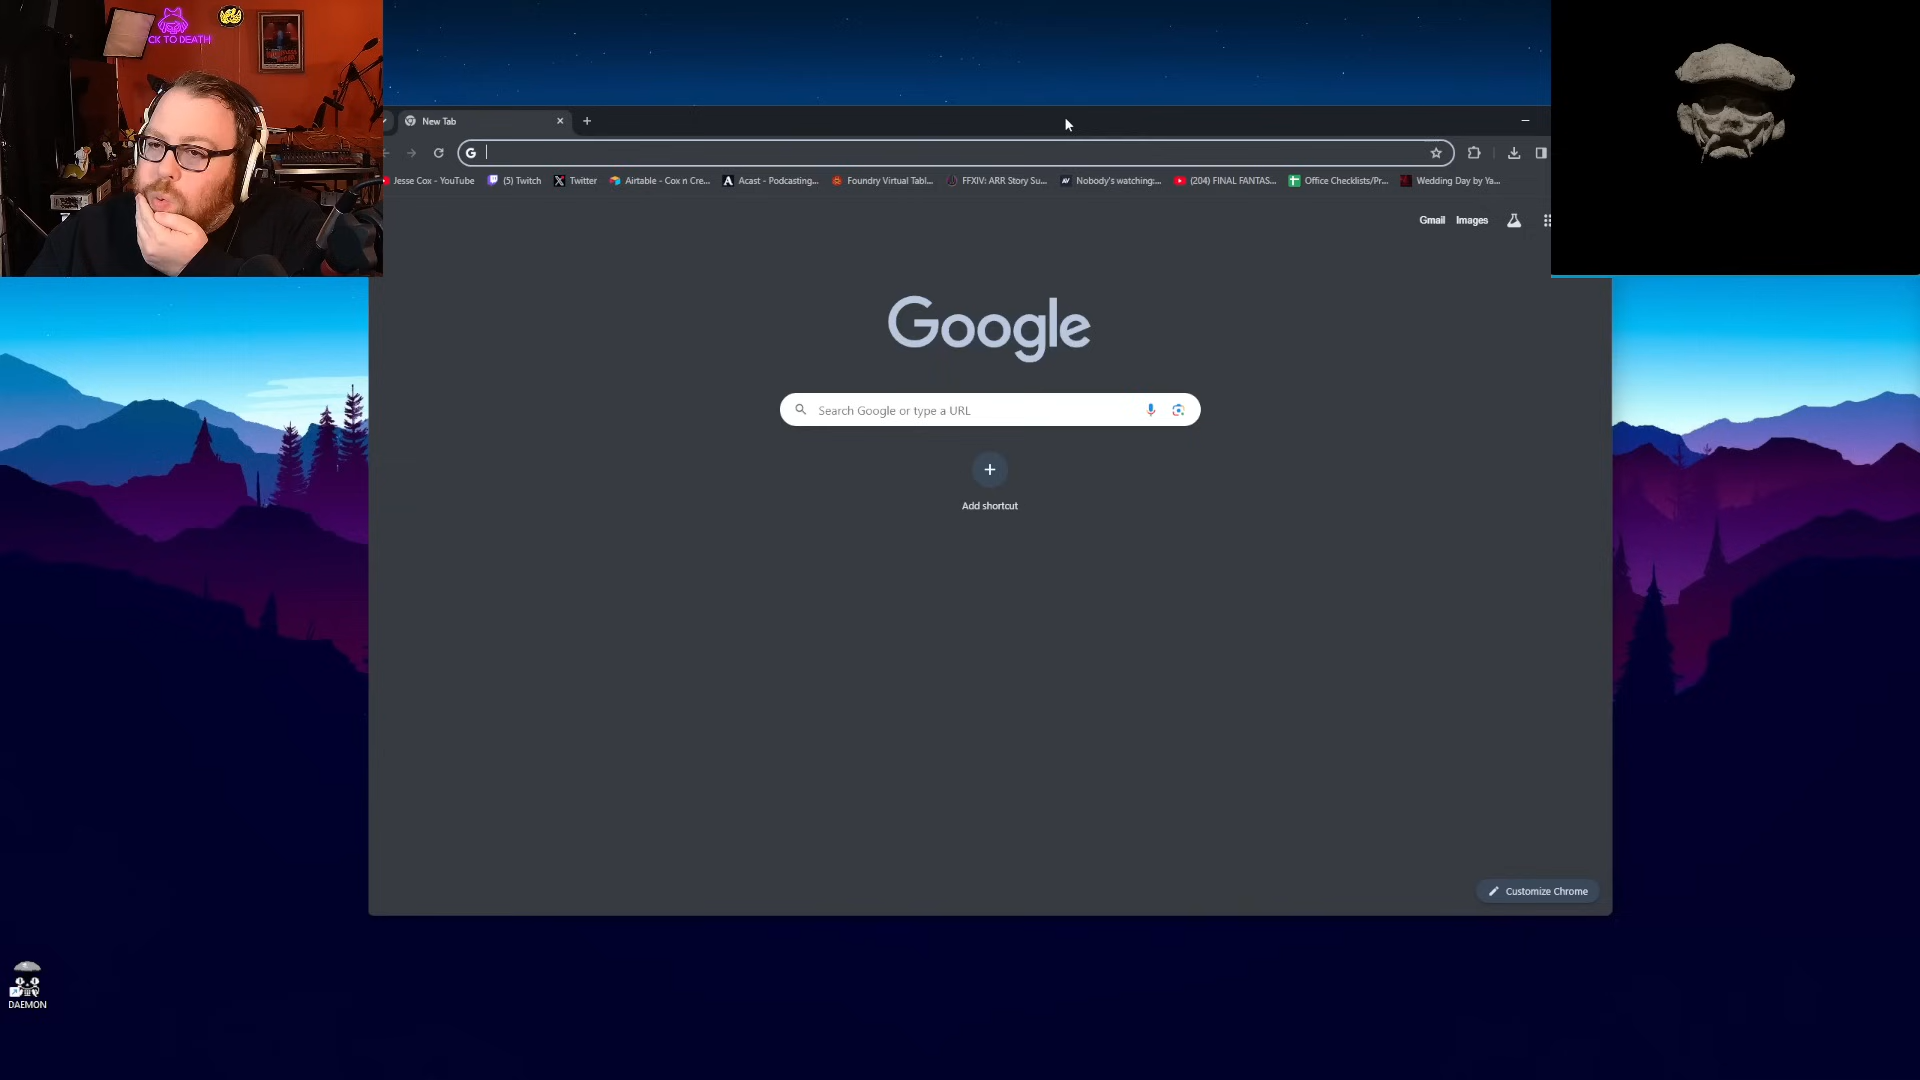 CK TO DEATH
New Tab
Jesse Cox - YouTube
(5) Twitch
Twitter
Airtable - Cox n Cre...
Acast - Podcasting...
Foundry Virtual Tabl...
FFXIV: ARR Story Su...
Nobody's watching:...
(204) FINAL FANTAS...
Office Checklists/Pr...
Wedding Day by Ya...
Gmail
Images
Google
Search Google or type a URL
Add shortcut
Customize Chrome
DAEMON